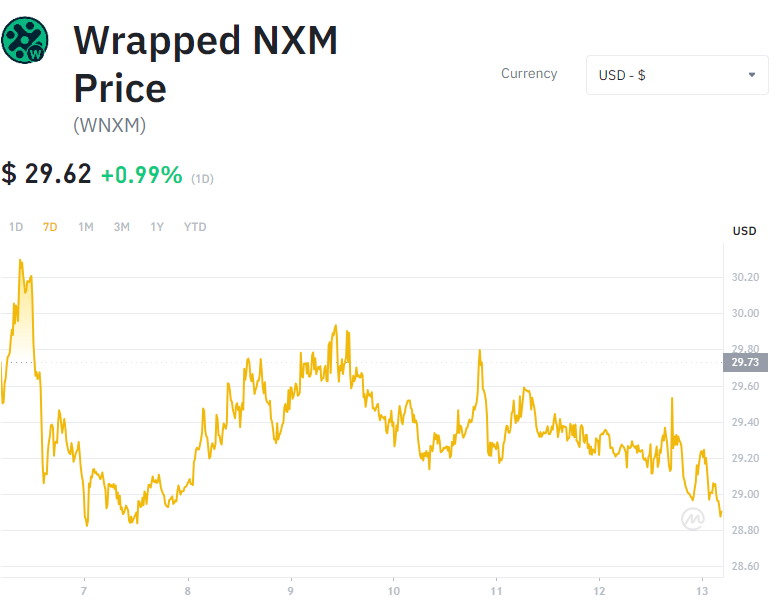 Wrapped NXM
Price
(WNXM)
Currency
USD - $
$ 29.62 +0.99% (1D)
1D 7D 1M 3M 1Y YTD
USD
30.20
30.00
29.80
29.73
29.60
29.40
29.20
29.00
28.80
28.60
7 8 9 10 11 12 13
W